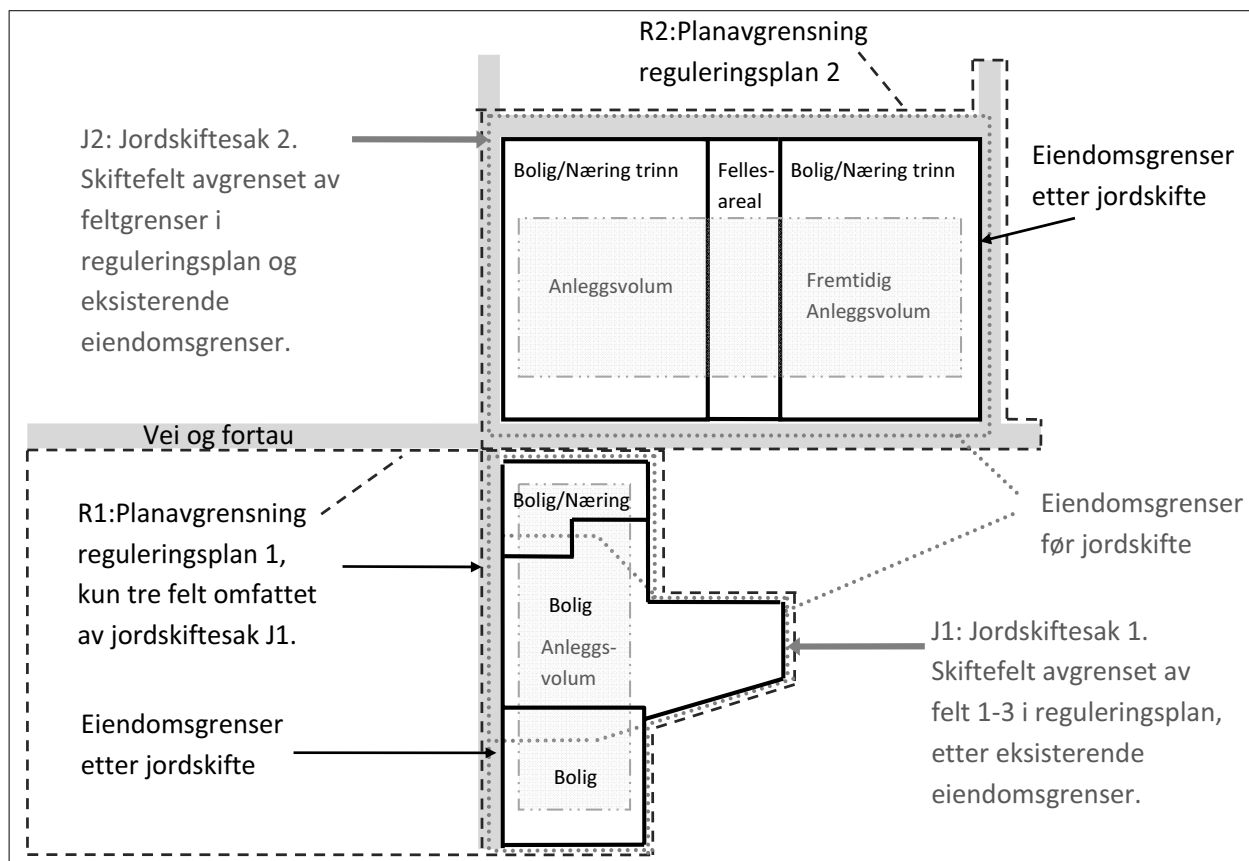 R2:Planavgrensning
reguleringsplan 2
J2: Jordskiftesak 2.
Skiftefelt avgrenset av
feltgrenser i
reguleringsplan og
eksisterende
eiendomsgrenser.
Eiendomsgrenser
etter jordskifte
Bolig/Næring trinn
Felles-
areal
Bolig/Næring trinn
Anleggsvolum
Fremtidig
Anleggsvolum
Vei og fortau
R1:Planavgrensning
reguleringsplan 1,
kun tre felt omfattet
av jordskiftesak J1.
Bolig/Næring
Eiendomsgrenser
før jordskifte
Bolig
Anleggs-
volum
J1: Jordskiftesak 1.
Skiftefelt avgrenset av
felt 1-3 i reguleringsplan,
etter eksisterende
eiendomsgrenser.
Eiendomsgrenser
etter jordskifte
Bolig